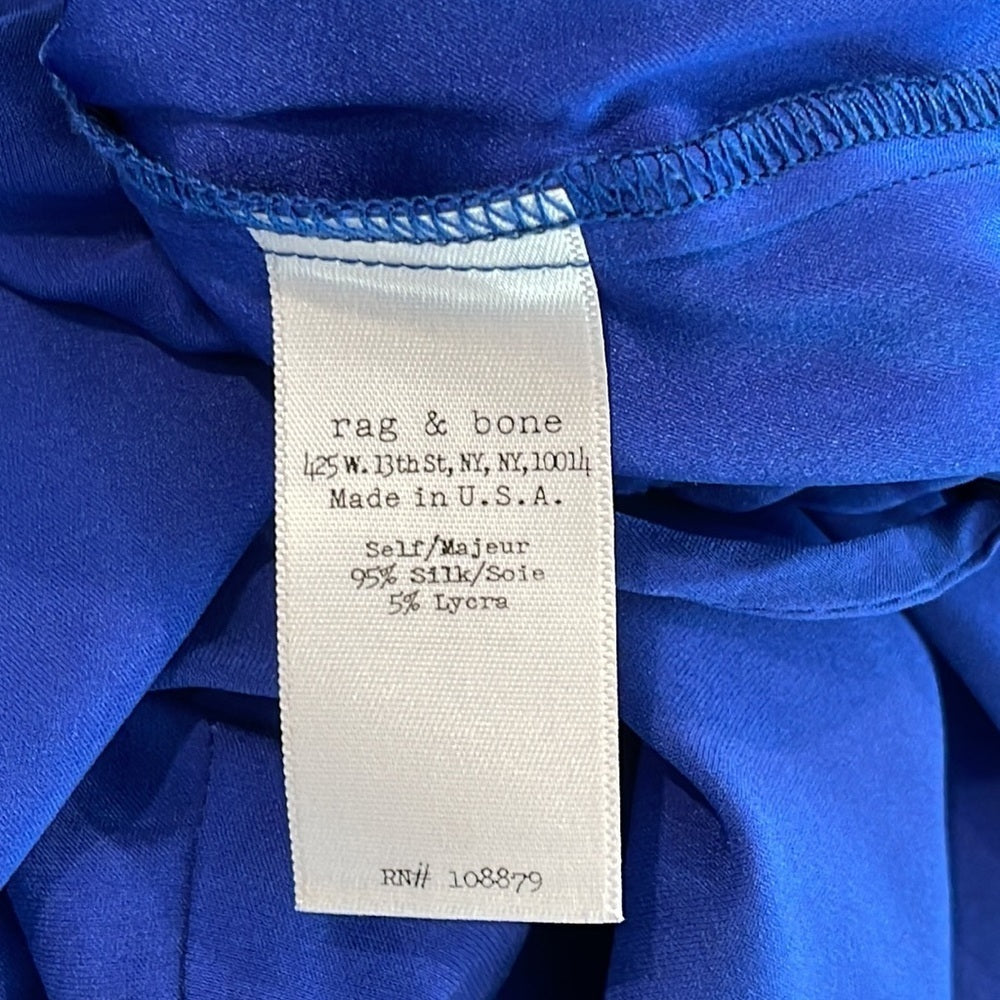 rag & bone
425 W. 13th St, NY, NY, 10014
Made in U.S.A.
Self/Majeur
95% Silk/Soie
5% Lycra
RN# 108879